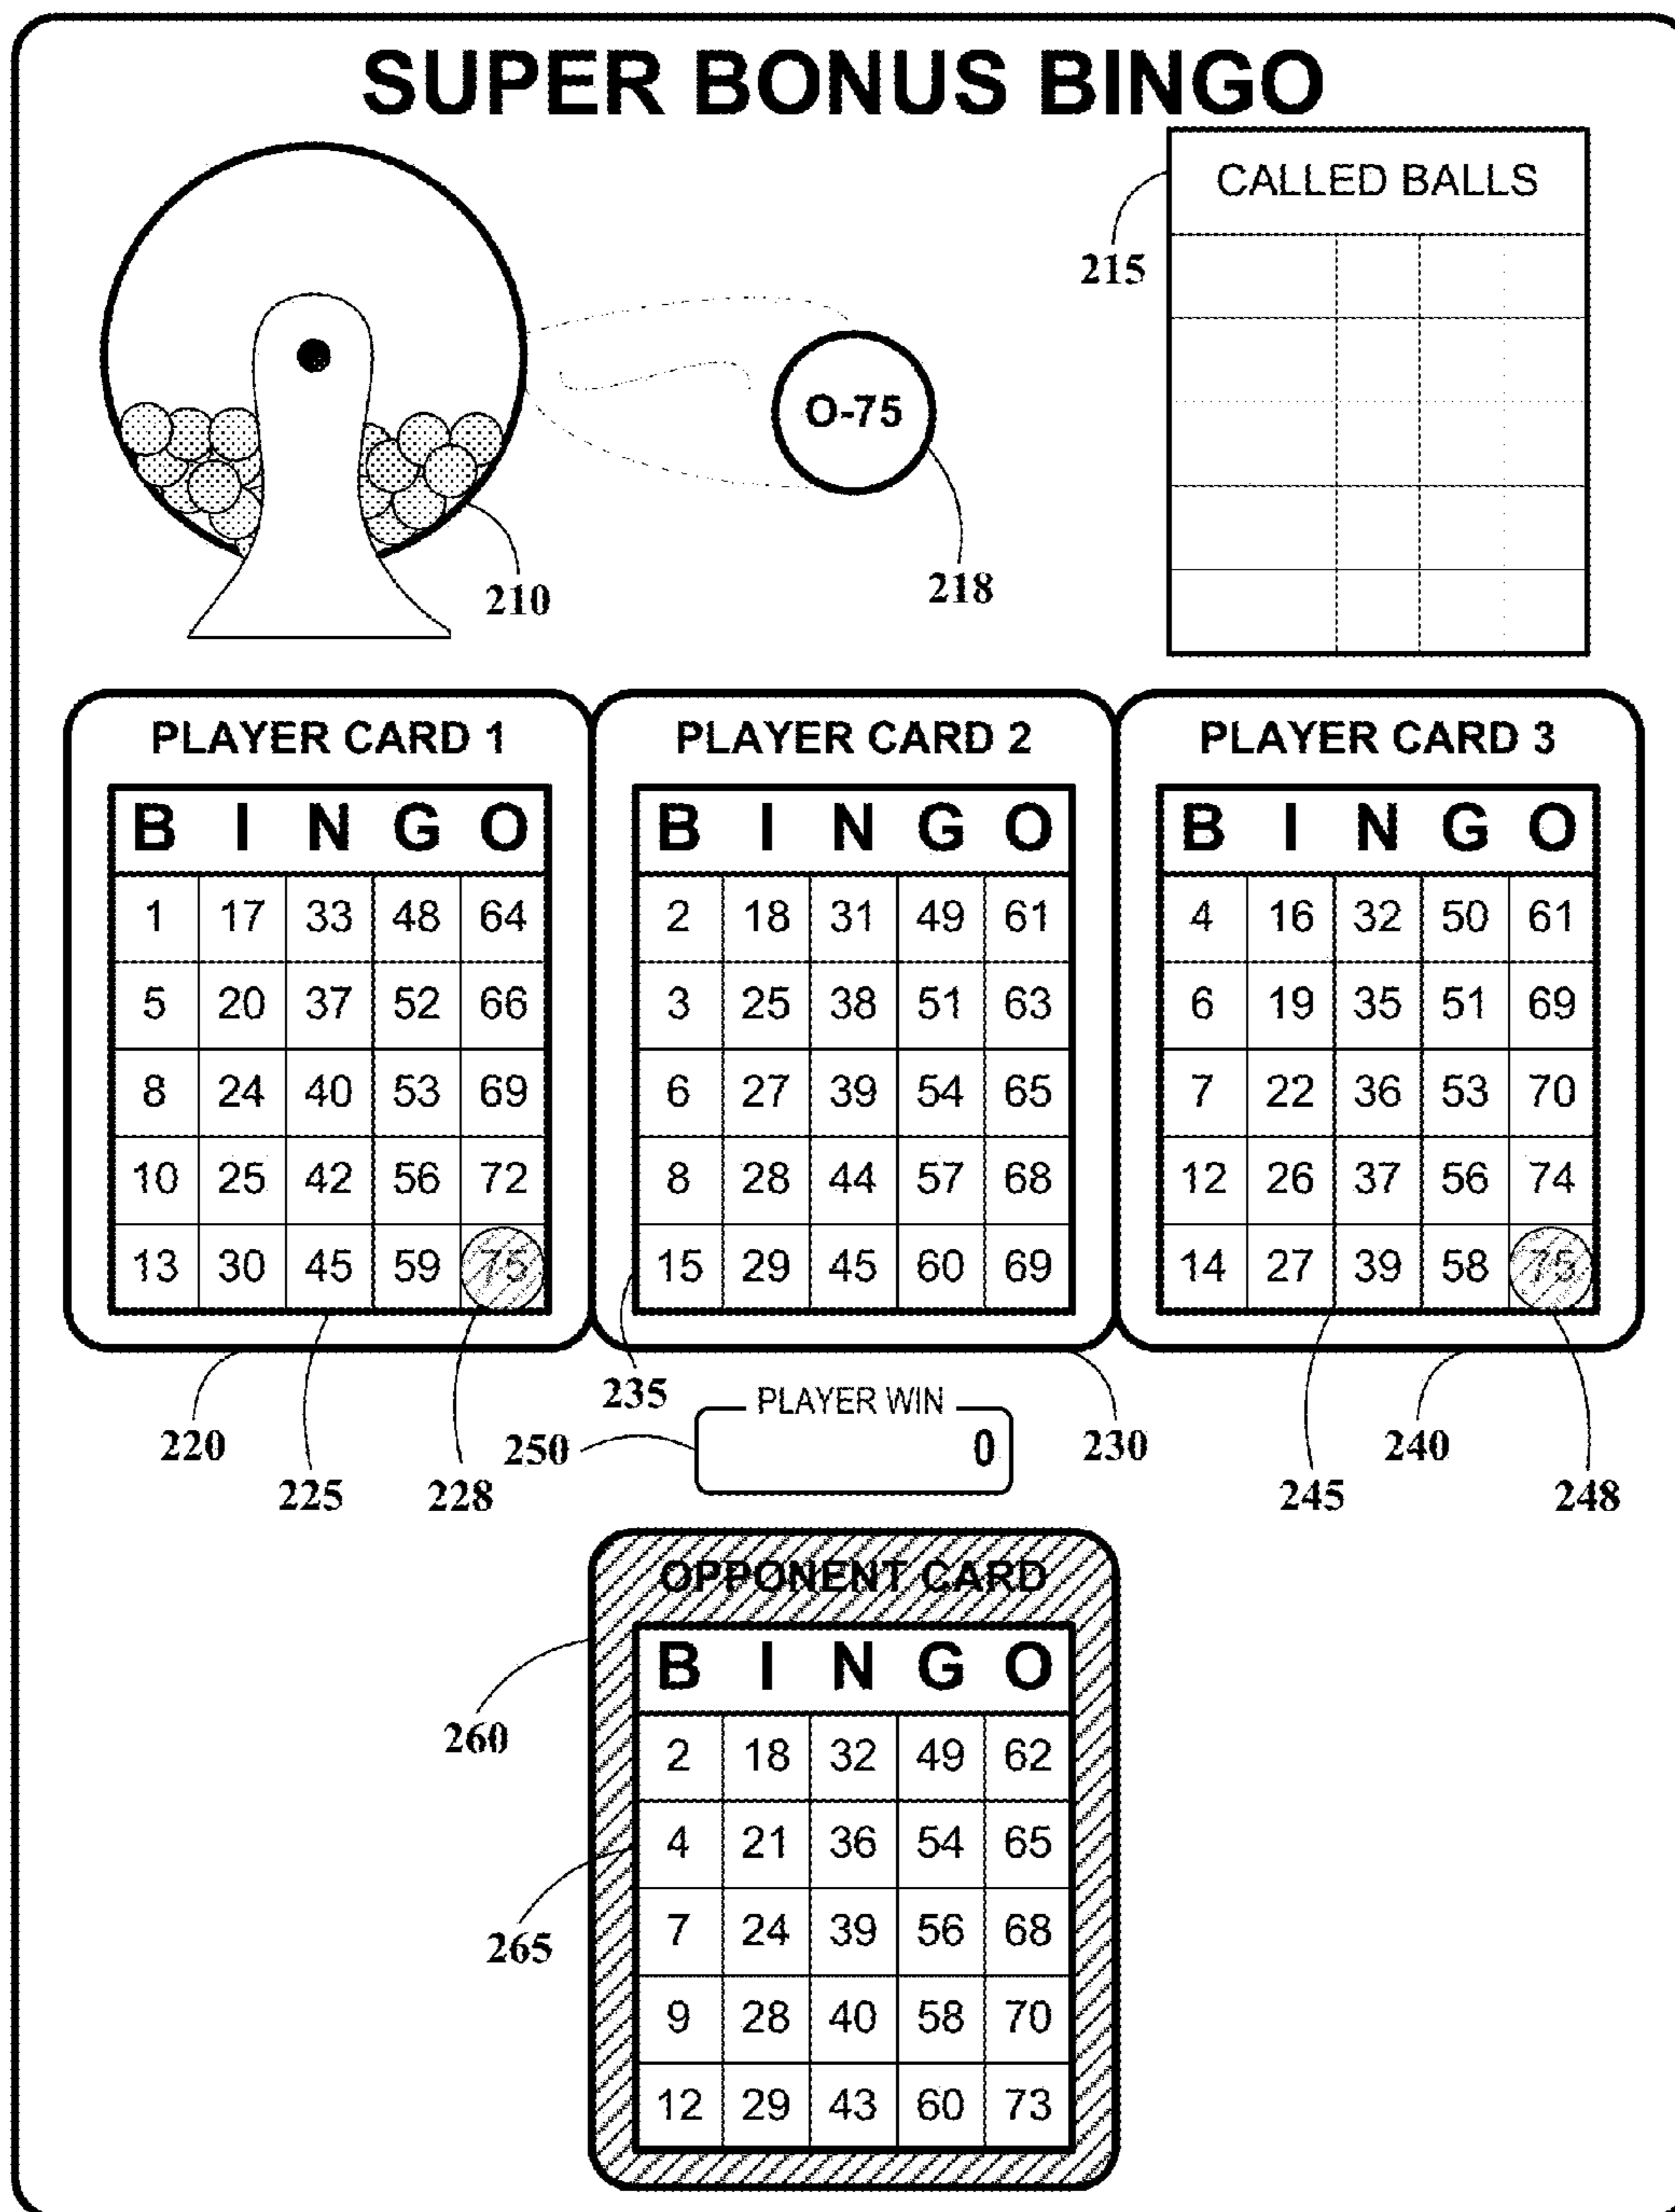 SUPER BONUS BINGO
CALLED BALLS
215
O-75
210
218
PLAYER CARD 1
B I N G O
1 17 33 48 64
5 20 37 52 66
8 24 40 53 69
10 25 42 56 72
13 30 45 59 75
PLAYER CARD 2
B I N G O
2 18 31 49 61
3 25 38 51 63
6 27 39 54 65
8 28 44 57 68
15 29 45 60 69
PLAYER CARD 3
B I N G O
4 16 32 50 61
6 19 35 51 69
7 22 36 53 70
12 26 37 56 74
14 27 39 58 75
235
PLAYER WIN
0
220
250
230
240
225
228
245
248
OPPONENT CARD
B I N G O
2 18 32 49 62
4 21 36 54 65
7 24 39 56 68
9 28 40 58 70
12 29 43 60 73
260
265